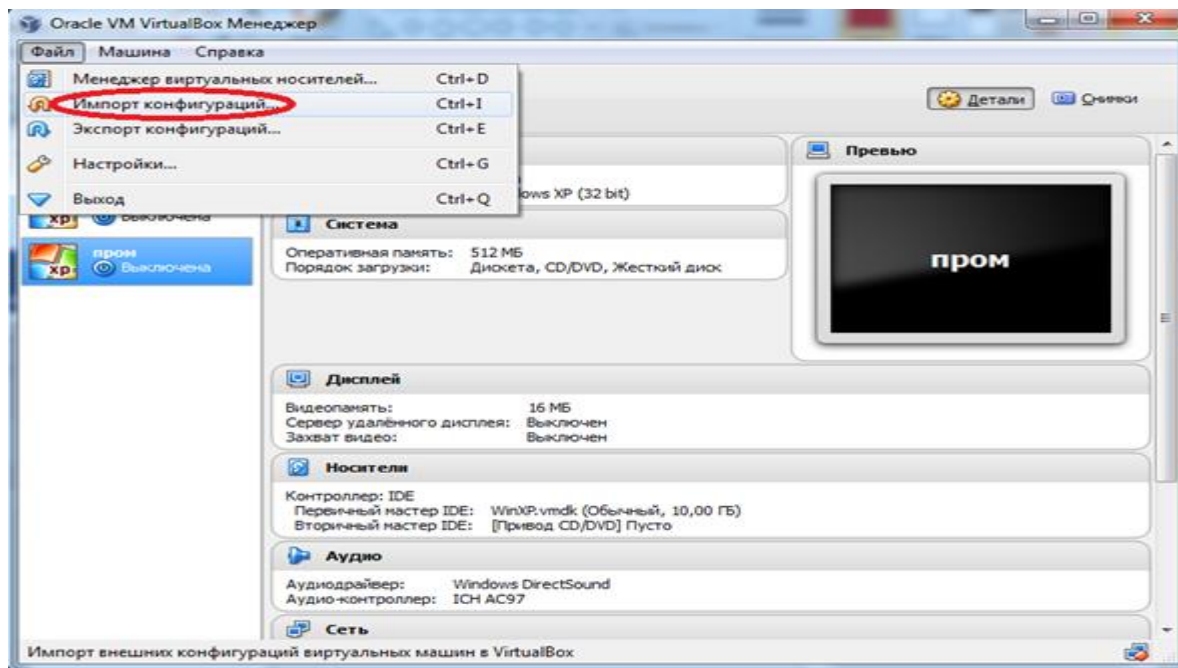 Oracle VM VirtualBox Менеджер
Файл Машина Справка
Менеджер виртуальных носителей... Ctrl+D
Импорт конфигураций... Ctrl+I
Экспорт конфигураций... Ctrl+E
Настройки... Ctrl+G
Выход Ctrl+Q
Детали Снимки
ows XP (32 bit)
Выключена
xp
пром
Выключена
xp
Система
Оперативная память: 512 МБ
Порядок загрузки: Дискета, CD/DVD, Жесткий диск
Превью
пром
Дисплей
Видеопамять: 16 МБ
Сервер удалённого дисплея: Выключен
Захват видео: Выключен
Носители
Контроллер: IDE
Первичный мастер IDE: WinXP.vmdk (Обычный, 10,00 ГБ)
Вторичный мастер IDE: [Привод CD/DVD] Пусто
Аудио
Аудиодрайвер: Windows DirectSound
Аудио-контроллер: ICH AC97
Сеть
Импорт внешних конфигураций виртуальных машин в VirtualBox